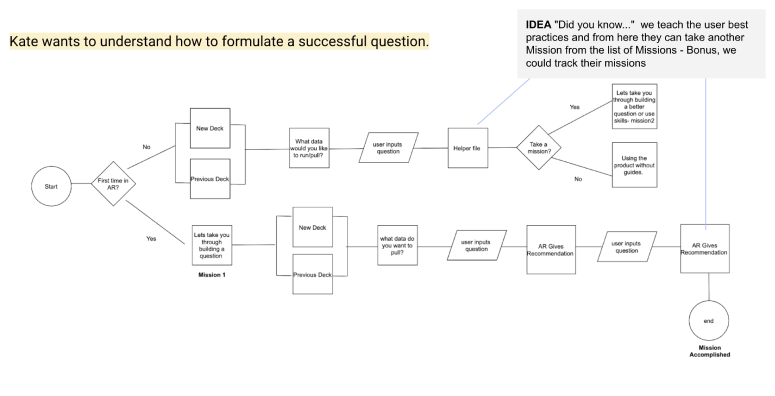 IDEA "Did you know..." we teach the user best
practices and from here they can take another
Mission from the list of Missions - Bonus, we
could track their missions
Kate wants to understand how to formulate a successful question.
Start
First time in
AR?
No
Yes
New Deck
Previous Deck
What data
would you like
to run/pull?
user inputs
question
Helper file
Take a
mission?
Yes
No
Lets take you
through building
a better
question or use
skills- mission2
Using the
product without
guides.
Lets take you
through
building a
question
Mission 1
New Deck
Previous Deck
what data do
you want to
pull?
user inputs
question
AR Gives
Recommendation
user inputs
question
AR Gives
Recommendation
end
Mission
Accomplished